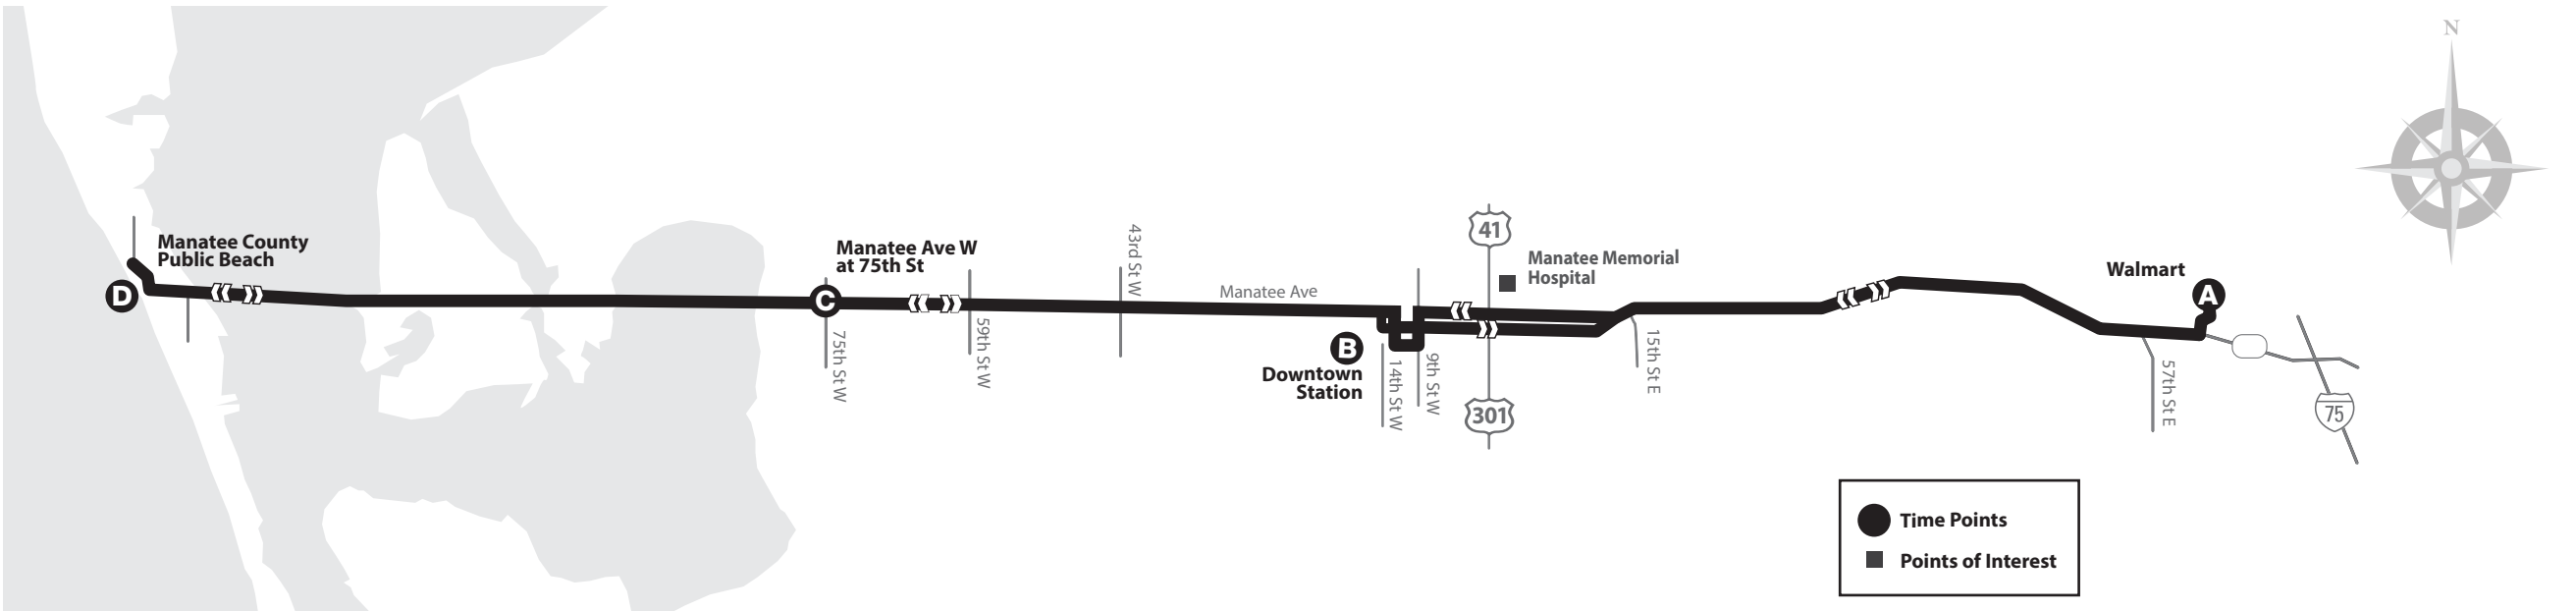 N
Manatee County
Public Beach
D
Manatee Ave W
at 75th St
C
75th St W
59th St W
43rd St W
Manatee Ave
B
Downtown
Station
14th St W
9th St W
41
301
Manatee Memorial
Hospital
15th St E
Walmart
A
57th St E
75
Time Points
Points of Interest